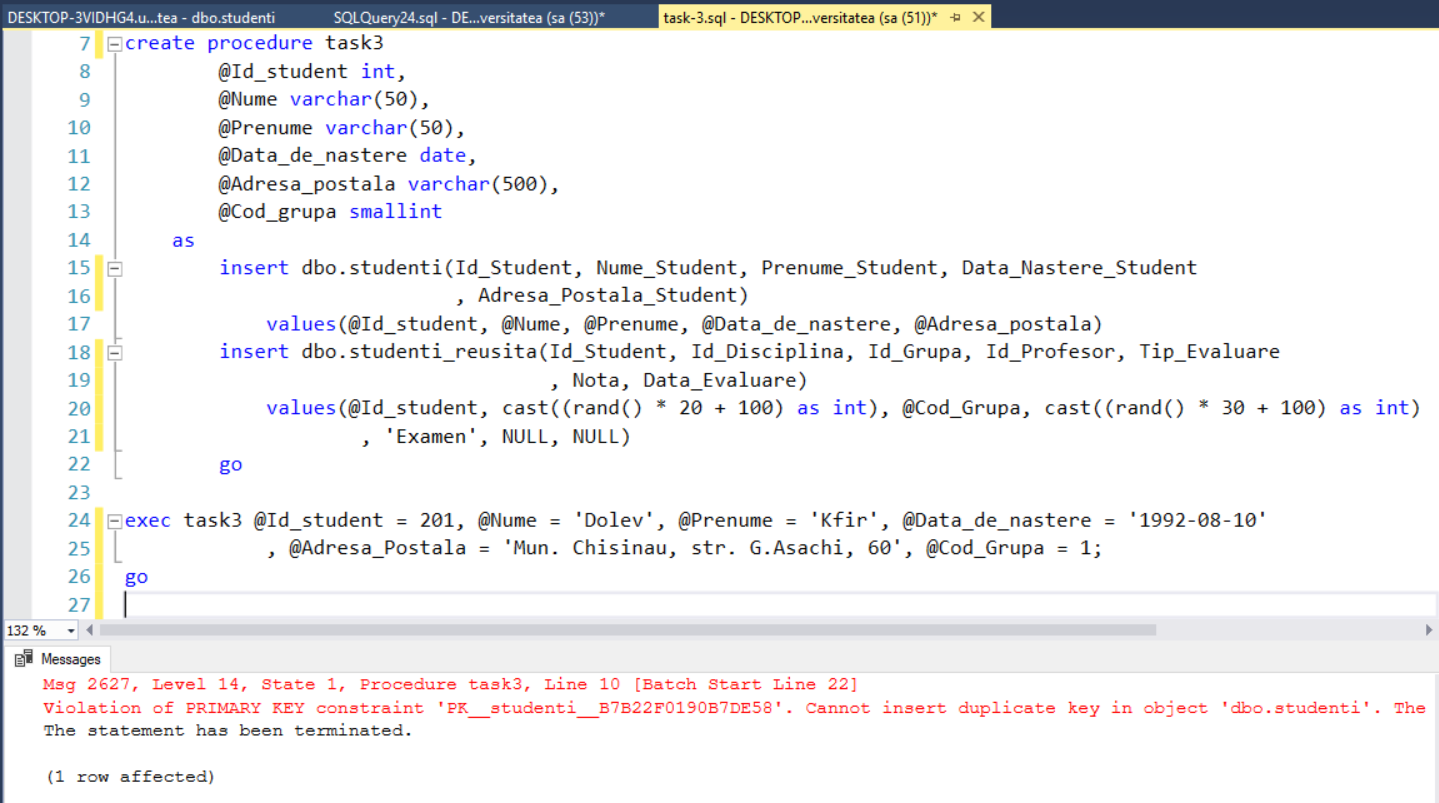 DESKTOP-3VIDHG4.u...tea - dbo.studenti SQLQuery24.sql - DE...versitatea (sa (53))* task-3.sql - DESKTOP...versitatea (sa (51))*
7 create procedure task3
8 @Id_student int,
9 @Nume varchar(50),
10 @Prenume varchar(50),
11 @Data_de_nastere date,
12 @Adresa_postala varchar(500),
13 @Cod_grupa smallint
14 as
15 insert dbo.studenti(Id_Student, Nume_Student, Prenume_Student, Data_Nastere_Student
16 , Adresa_Postala_Student)
17 values(@Id_student, @Nume, @Prenume, @Data_de_nastere, @Adresa_postala)
18 insert dbo.studenti_reusita(Id_Student, Id_Disciplina, Id_Grupa, Id_Profesor, Tip_Evaluare
19 , Nota, Data_Evaluare)
20 values(@Id_student, cast((rand() * 20 + 100) as int), @Cod_Grupa, cast((rand() * 30 + 100) as int)
21 , 'Examen', NULL, NULL)
22 go
23
24 exec task3 @Id_student = 201, @Nume = 'Dolev', @Prenume = 'Kfir', @Data_de_nastere = '1992-08-10'
25 , @Adresa_Postala = 'Mun. Chisinau, str. G.Asachi, 60', @Cod_Grupa = 1;
26 go
27
132 %
Messages
Msg 2627, Level 14, State 1, Procedure task3, Line 10 [Batch Start Line 22]
Violation of PRIMARY KEY constraint 'PK__studenti__B7B22F0190B7DE58'. Cannot insert duplicate key in object 'dbo.studenti'. The
The statement has been terminated.
(1 row affected)